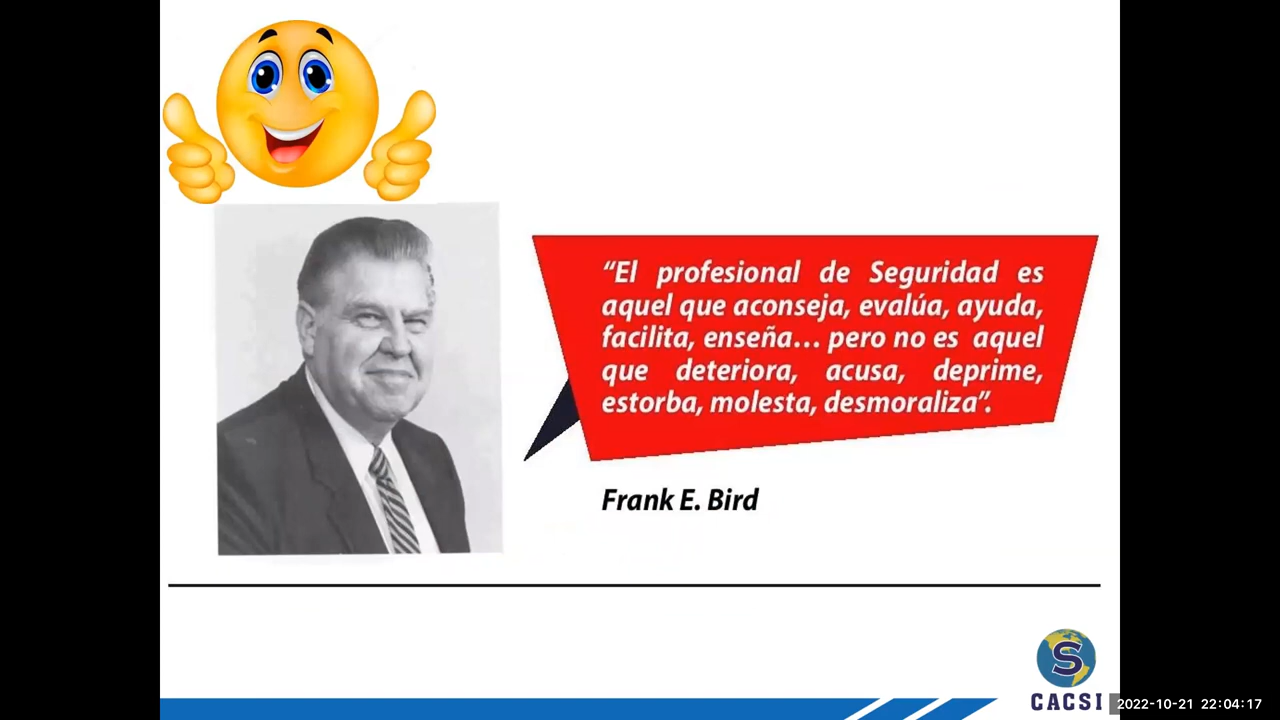 “El profesional de Seguridad es
aquel que aconseja, evalúa, ayuda,
facilita, enseña... pero no es aquel
que deteriora, acusa, deprime,
estorba, molesta, desmoraliza”.
Frank E. Bird
S
CACSI
2022-10-21 22:04:17